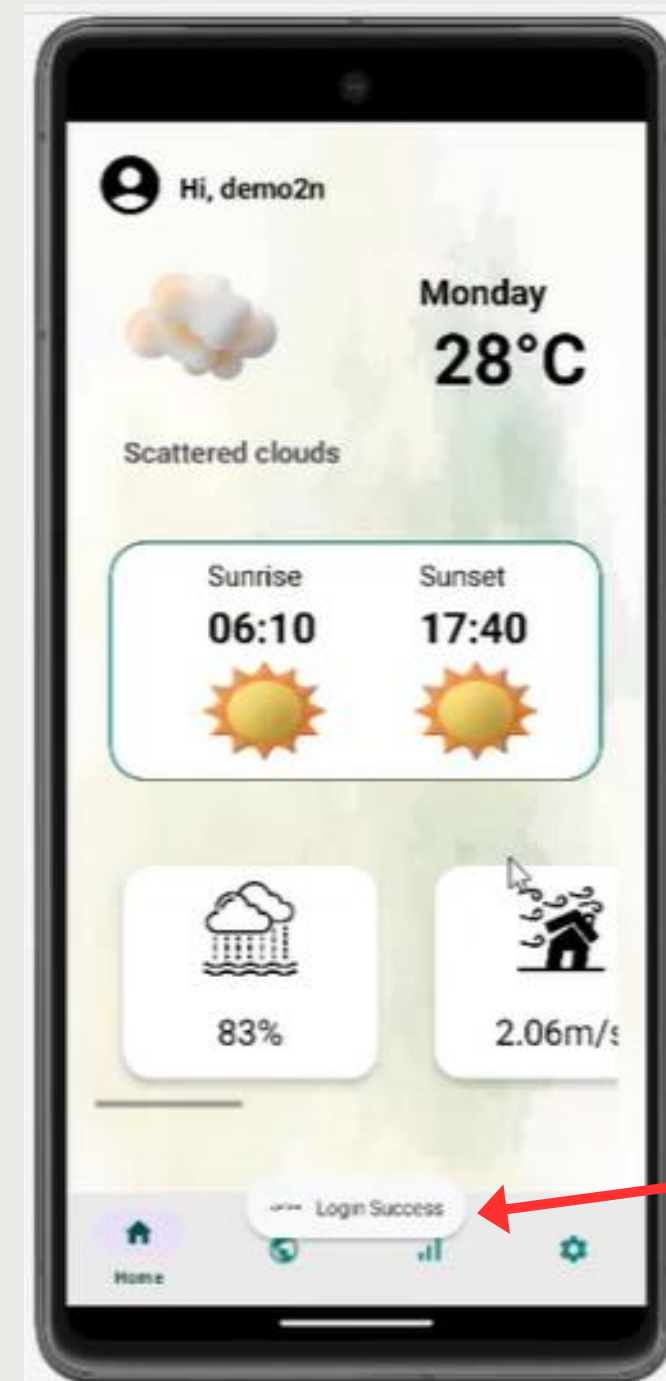 Hi, demo2n
Monday
28°C
Scattered clouds
Sunrise
Sunset
06:10
17:40
83%
2.06m/s
Login Success
Home